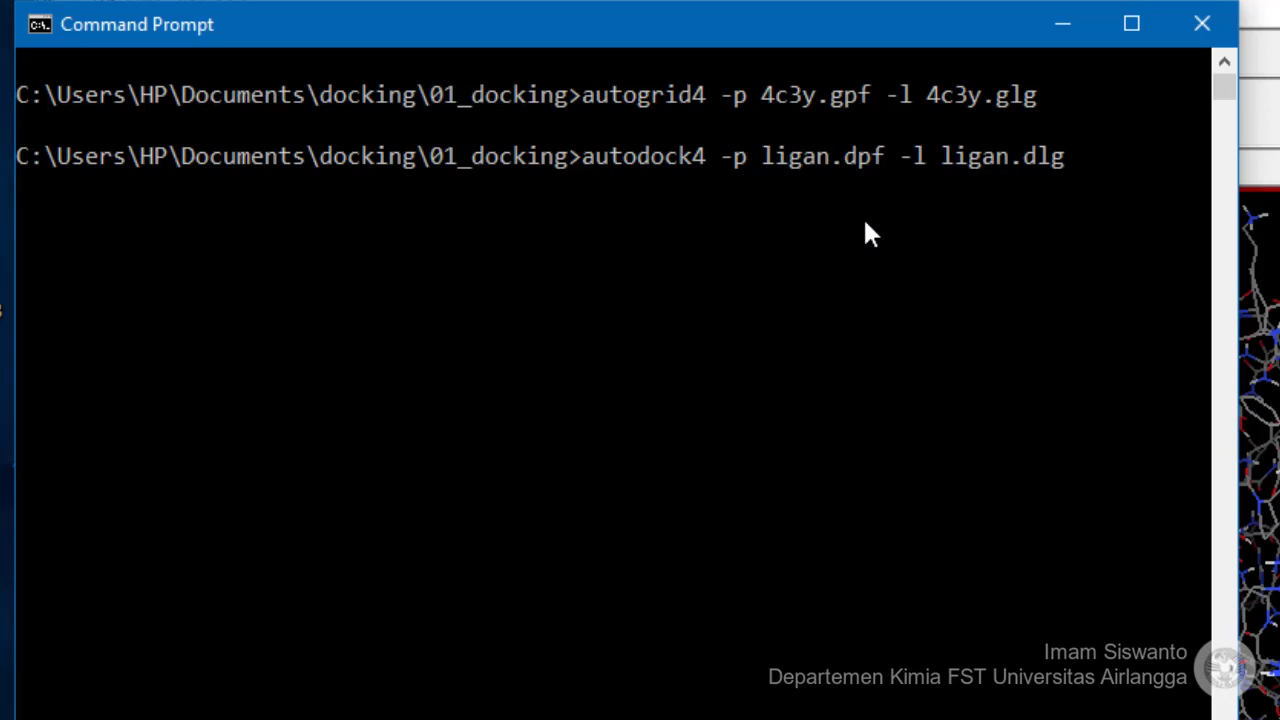 Command Prompt
C:\Users\HP\Documents\docking\01_docking>autogrid4 -p 4c3y.gpf -l 4c3y.glg
C:\Users\HP\Documents\docking\01_docking>autodock4 -p ligan.dpf -l ligan.dlg
Imam Siswanto
Departemen Kimia FST Universitas Airlangga